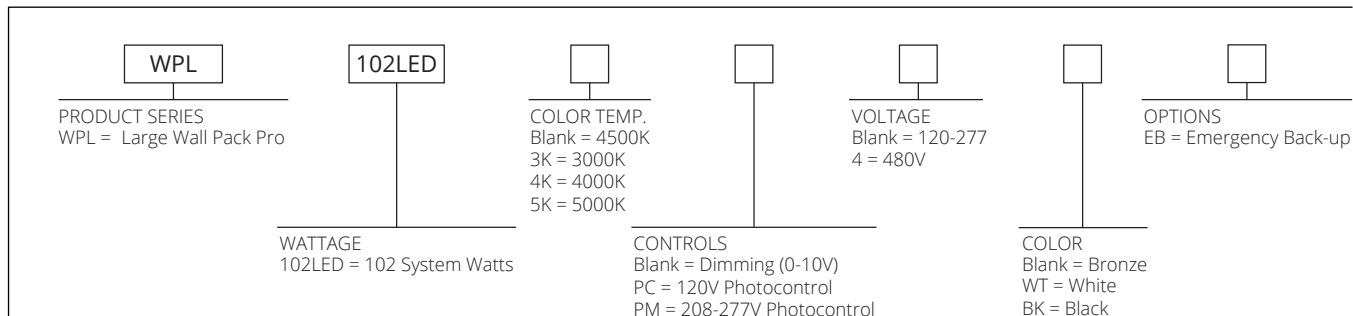 WPL
102LED
PRODUCT SERIES
WPL = Large Wall Pack Pro
WATTAGE
102LED = 102 System Watts
COLOR TEMP.
Blank = 4500K
3K = 3000K
4K = 4000K
5K = 5000K
CONTROLS
Blank = Dimming (0-10V)
PC = 120V Photocontrol
PM = 208-277V Photocontrol
VOLTAGE
Blank = 120-277
4 = 480V
COLOR
Blank = Bronze
WT = White
BK = Black
OPTIONS
EB = Emergency Back-up